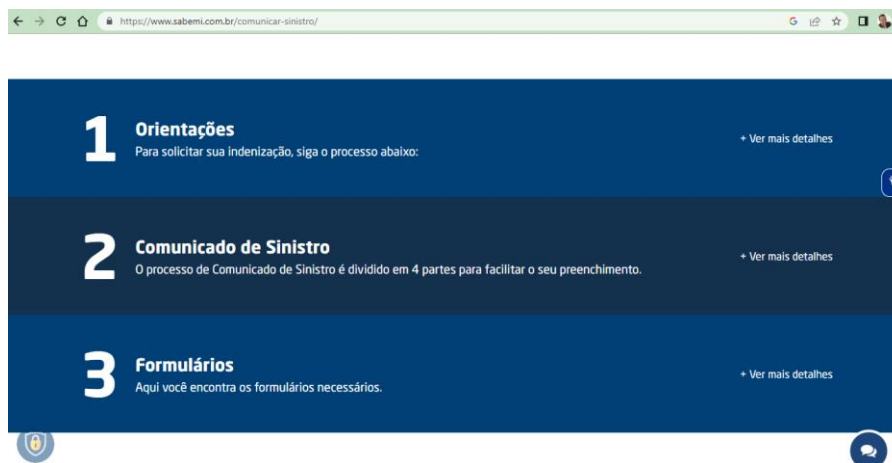 https://www.sabemi.com.br/comunicar-sinistro/
1
Orientações
Para solicitar sua indenização, siga o processo abaixo:
+ Ver mais detalhes
2
Comunicado de Sinistro
O processo de Comunicado de Sinistro é dividido em 4 partes para facilitar o seu preenchimento.
+ Ver mais detalhes
3
Formulários
Aqui você encontra os formulários necessários.
+ Ver mais detalhes